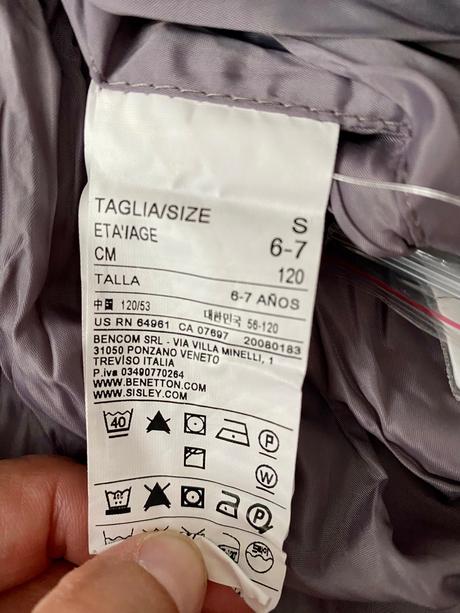 TAGLIA/SIZE S
ETA'/AGE 6-7
CM 120
TALLA 6-7 AÑOS
中国 120/53 대한민국 56-120
US RN 64961 CA 07697 20080183
BENCOM SRL - VIA VILLA MINELLI, 1
31050 PONZANO VENETO
TREVISO ITALIA
P.iva 03490770264
WWW.BENETTON.COM
WWW.SISLEY.COM
40 P
W